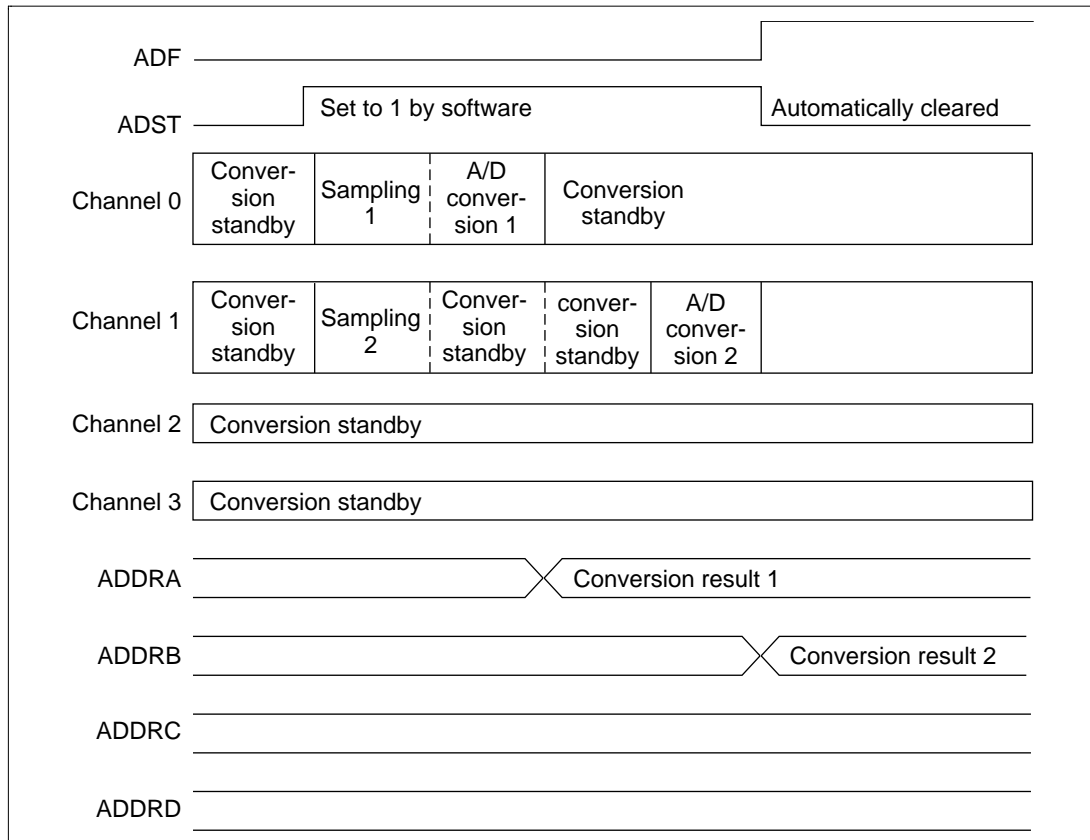 ADF
ADST
Set to 1 by software
Automatically cleared
Channel 0
Conver-
sion
standby
Sampling
1
A/D
conver-
sion 1
Conversion
standby
Channel 1
Conver-
sion
standby
Sampling
2
Conver-
sion
standby
conver-
sion
standby
A/D
conver-
sion 2
Channel 2
Conversion standby
Channel 3
Conversion standby
ADDRA
Conversion result 1
ADDRB
Conversion result 2
ADDRC
ADDRD